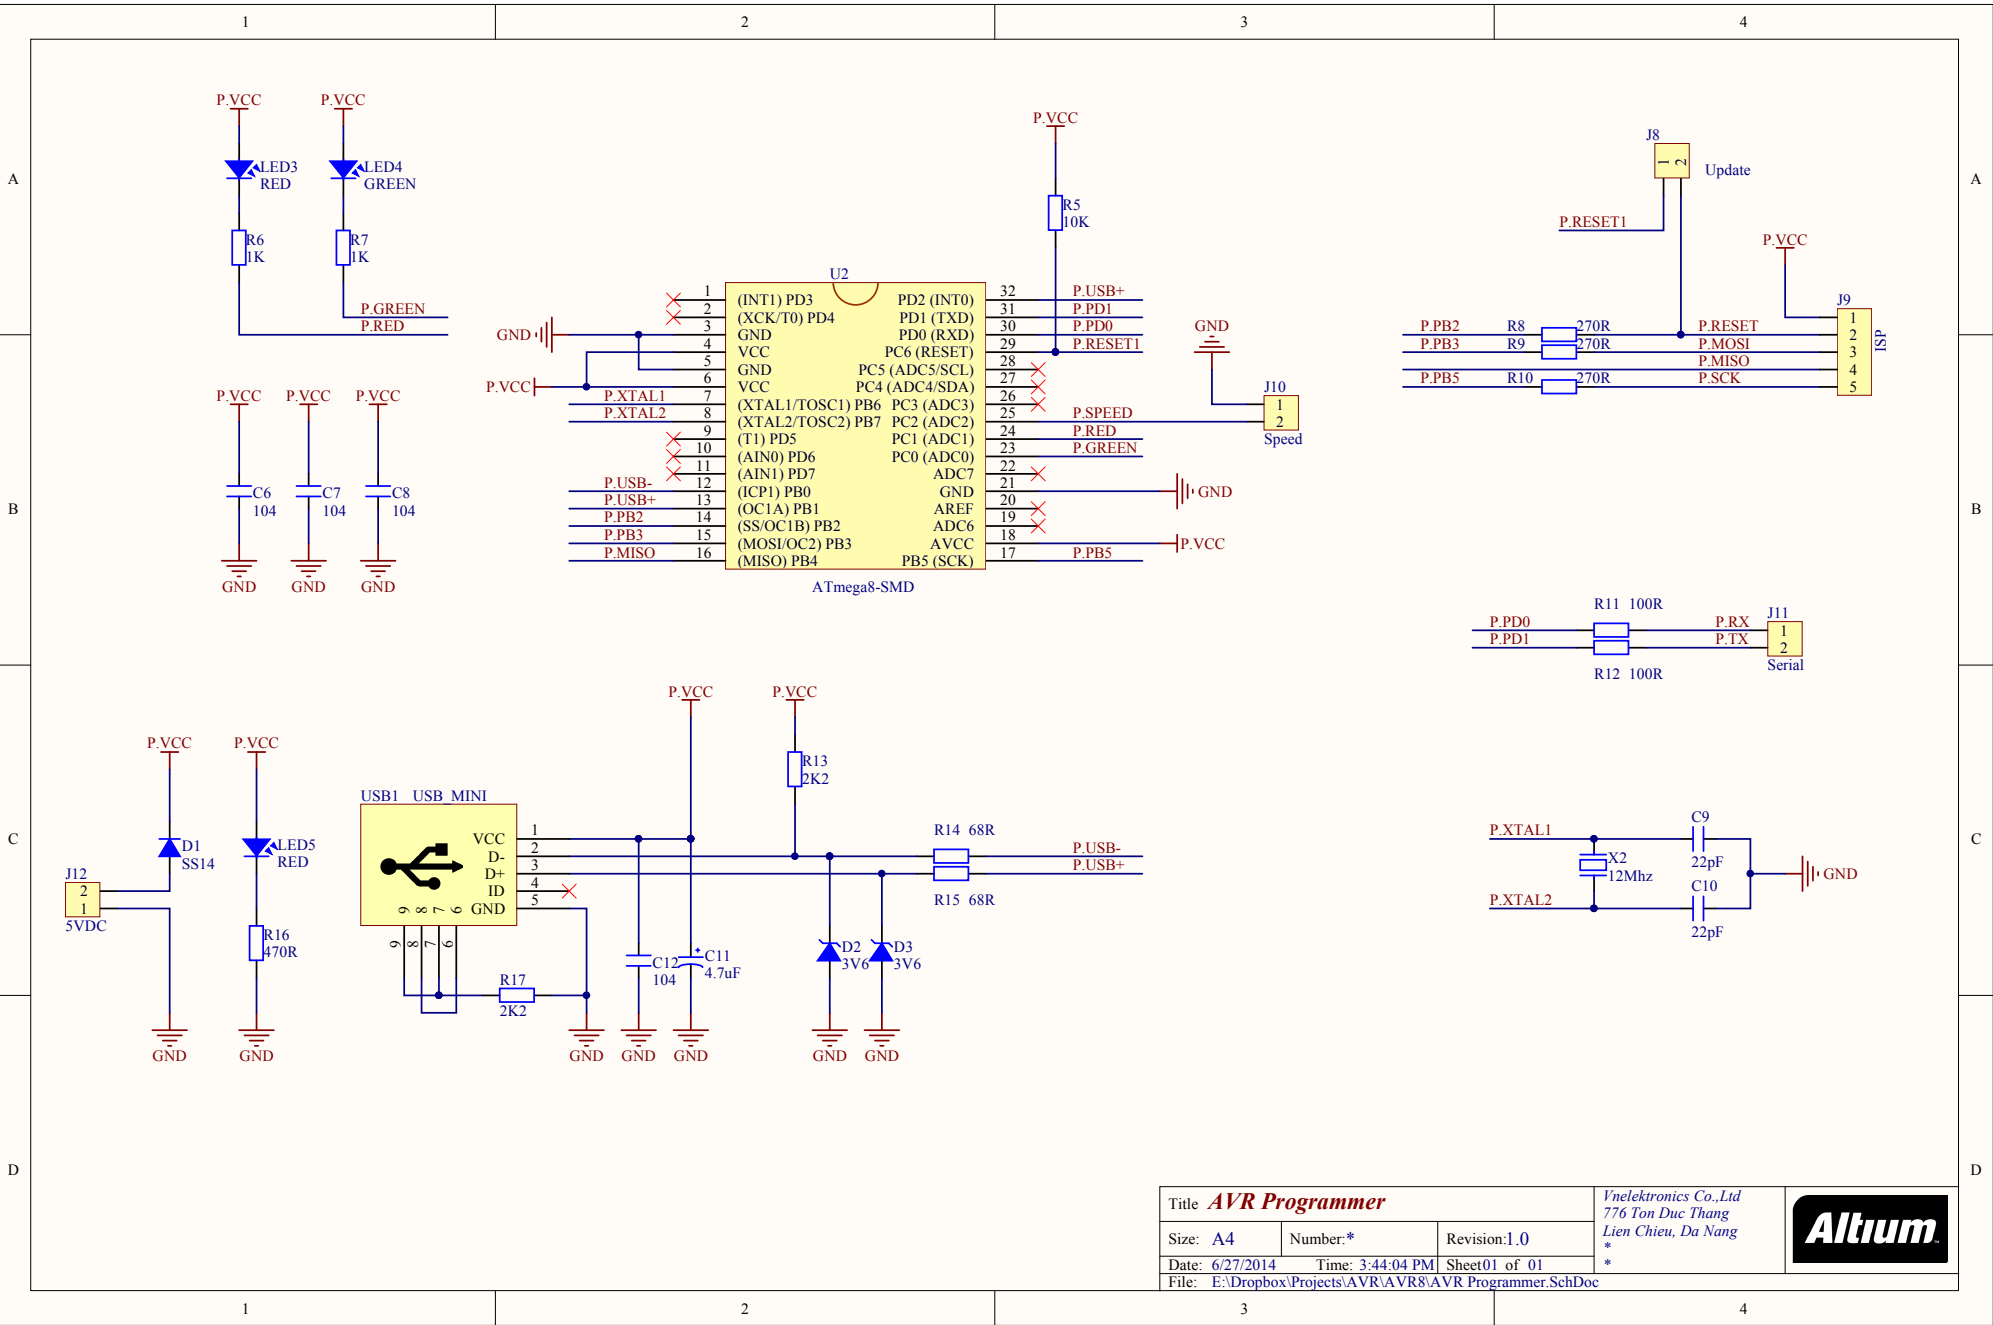 1 2 3 4
A A
B B
C C
D D
P.VCC P.VCC
LED3
RED
LED4
GREEN
R6
1K
R7
1K
P.GREEN
P.RED
P.VCC P.VCC P.VCC
C6
104
C7
104
C8
104
GND GND GND
P.VCC
R5
10K
U2
GND
P.VCC
P.XTAL1
P.XTAL2
P.USB-
P.USB+
P.PB2
P.PB3
P.MISO
1 (INT1) PD3
2 (XCK/T0) PD4
3 GND
4 VCC
5 GND
6 VCC
7 (XTAL1/TOSC1) PB6
8 (XTAL2/TOSC2) PB7
9 (T1) PD5
10 (AIN0) PD6
11 (AIN1) PD7
12 (ICP1) PB0
13 (OC1A) PB1
14 (SS/OC1B) PB2
15 (MOSI/OC2) PB3
16 (MISO) PB4
PD2 (INT0) 32 P.USB+
PD1 (TXD) 31 P.PD1
PD0 (RXD) 30 P.PD0
PC6 (RESET) 29 P.RESET1
PC5 (ADC5/SCL) 28
PC4 (ADC4/SDA) 27
PC3 (ADC3) 26
PC2 (ADC2) 25 P.SPEED
PC1 (ADC1) 24 P.RED
PC0 (ADC0) 23 P.GREEN
ADC7 22
GND 21 GND
AREF 20
ADC6 19
AVCC 18 P.VCC
PB5 (SCK) 17 P.PB5
ATmega8-SMD
GND
J10
1
2
Speed
J8
1 2
Update
P.RESET1
P.VCC
J9
P.PB2 R8 270R P.RESET
P.PB3 R9 270R P.MOSI
P.MISO
P.PB5 R10 270R P.SCK
1
2
3
4
5
ISP
R11 100R
P.PD0 P.RX
P.PD1 P.TX
R12 100R
J11
1
2
Serial
P.VCC P.VCC
D1
SS14
LED5
RED
J12
2
1
5VDC
R16
470R
GND GND
USB1 USB_MINI
VCC 1
D- 2
D+ 3
ID 4
GND 5
9 8 7 6
9 8 7 6
R17
2K2
P.VCC P.VCC
R13
2K2
R14 68R
P.USB-
P.USB+
R15 68R
C12
104
C11
4.7uF
D2
3V6
D3
3V6
GND GND GND GND GND
P.XTAL1
P.XTAL2
X2
12Mhz
C9
22pF
C10
22pF
GND
Title AVR Programmer
Size: A4 Number:* Revision:1.0
Date: 6/27/2014 Time: 3:44:04 PM Sheet01 of 01
File: E:\Dropbox\Projects\AVR\AVR8\AVR Programmer.SchDoc
Vnelektronics Co.,Ltd
776 Ton Duc Thang
Lien Chieu, Da Nang
*
*
Altium
1 2 3 4